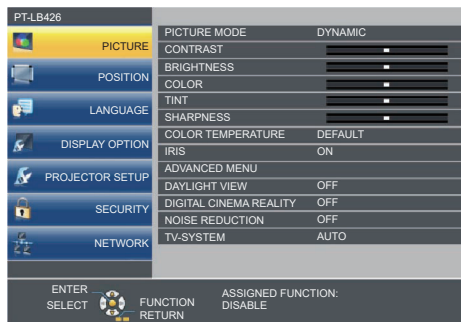 PT-LB426
PICTURE
POSITION
LANGUAGE
DISPLAY OPTION
PROJECTOR SETUP
SECURITY
NETWORK
PICTURE MODE DYNAMIC
CONTRAST
BRIGHTNESS
COLOR
TINT
SHARPNESS
COLOR TEMPERATURE DEFAULT
IRIS ON
ADVANCED MENU
DAYLIGHT VIEW OFF
DIGITAL CINEMA REALITY OFF
NOISE REDUCTION OFF
TV-SYSTEM AUTO
ENTER
SELECT
FUNCTION
RETURN
ASSIGNED FUNCTION:
DISABLE